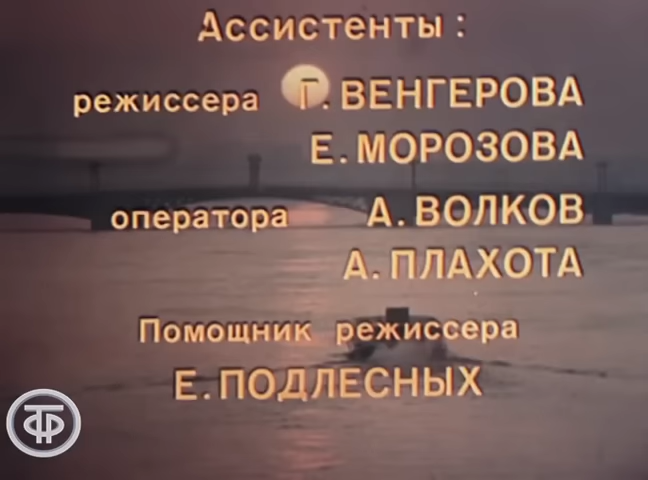 Ассистенты:
режиссера Г. ВЕНГЕРОВА
Е. МОРОЗОВА
оператора А. ВОЛКОВ
А. ПЛАХОТА
Помощник режиссера
Е. ПОДЛЕСНЫХ